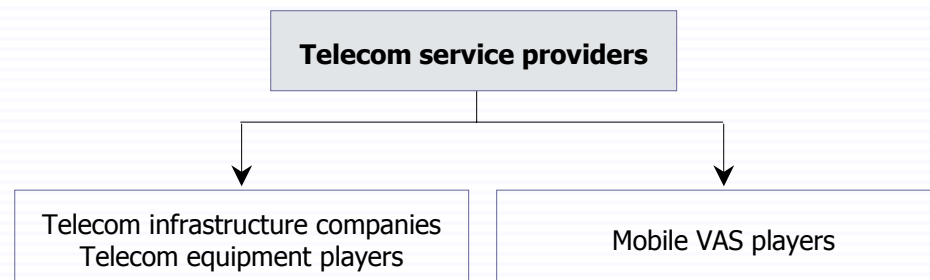 Telecom service providers
Telecom infrastructure companies
Telecom equipment players
Mobile VAS players